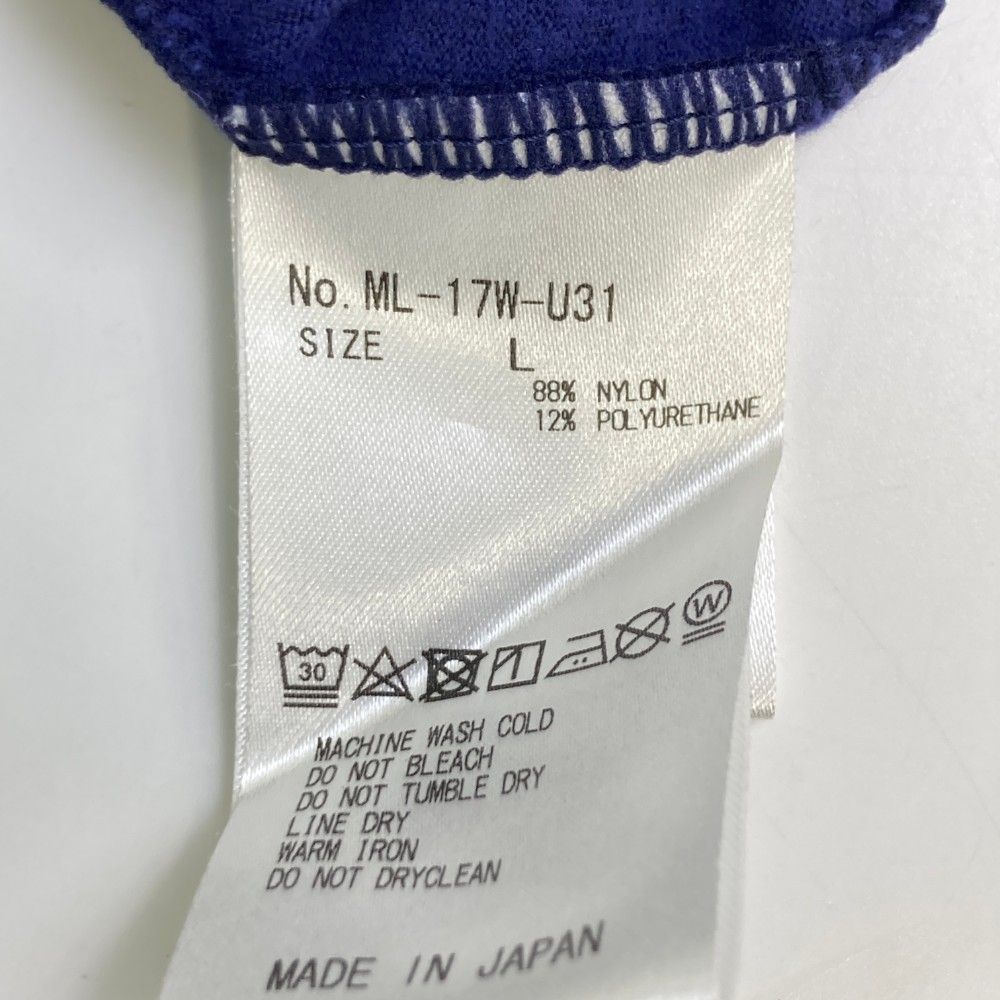 No. ML-17W-U31
SIZE L
88% NYLON
12% POLYURETHANE
30
W
MACHINE WASH COLD
DO NOT BLEACH
DO NOT TUMBLE DRY
LINE DRY
WARM IRON
DO NOT DRYCLEAN
MADE IN JAPAN